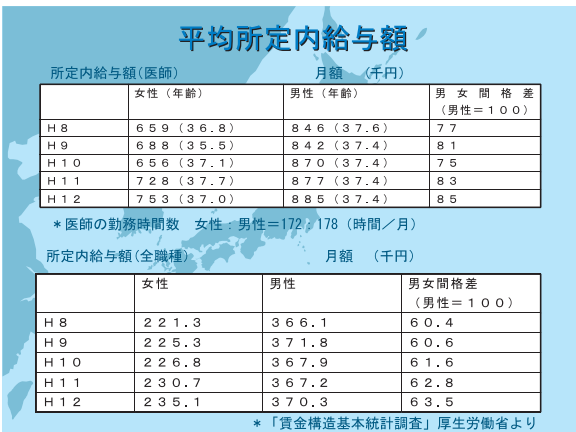 平均所定内給与額
所定内給与額(医師) 月額 (千円)
女性(年齢) 男性(年齢)男女間格差
(男性=100)
H8 659(36.8) 846(37.6) 77
H9 688(35.5) 842(37.4) 81
H10 656(37.1) 870(37.4) 75
H11 728(37.7) 877(37.4) 83
H12 753(37.0) 885(37.4) 85
*医師の勤務時間数 女性:男性=172:178(時間/月)
所定内給与額(全職種) 月額 (千円)
女性 男性 男女間格差
(男性=100)
H8 221.3 366.1 60.4
H9 225.3 371.8 60.6
H10 226.8 367.9 61.6
H11 230.7 367.2 62.8
H12 235.1 370.3 63.5
*「賃金構造基本統計調査」厚生労働省より